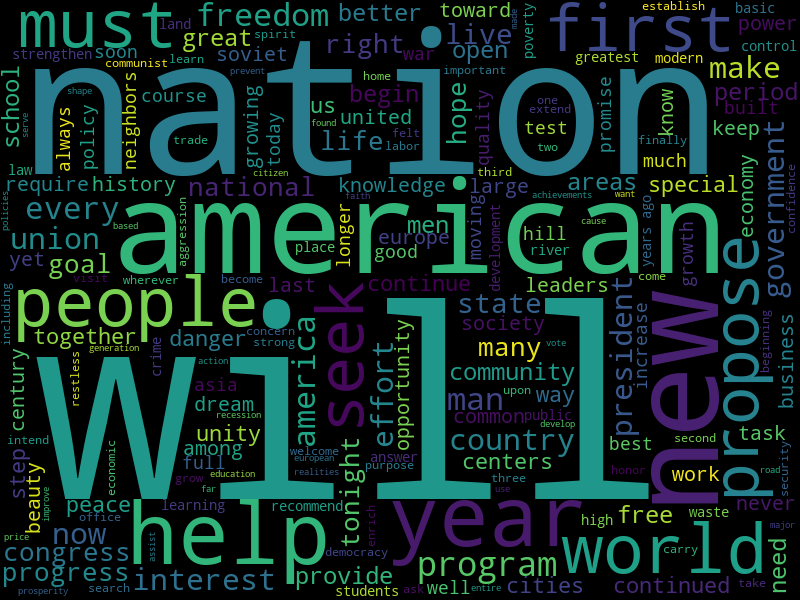 must
freedom
better
toward
poverty
made
establish
basic
first
land
spirit
great
right
live
power
strengthen
soon
soviet
open
greatest
modern
control
communist
learn
war
make
nation
school
serve
always
policy
shape
neighbors
course
trade
growing
today
prevent
home
us
found
begin
united
felt
life
labor
hope
important
quality
one
extend
test
two
promise
know
finally
period
built
keep
law
citizen
third
much
require
history
national
knowledge
large
areas
special
economy
government
confidence
policies
every
based
aggression
american
faith
men
achievements
want
longer
place
europe
good
moving
development
hill
river
cause
years ago
growth
union
yet
goal
wherever
visit
become
last
continue
leaders
come
propose
new
including
people
seek
state
president
increase
business
beginning
together
danger
concern
strong
america
society
crime
generation
restless
century
asia
action
effort
opportunity
many
vote
will
community
man
upon
way
dream
recession
common
public
develop
intend
unity
among
welcome
european
realities
answer
purpose
country
best
second
task
step
beauty
improve
economic
full
education
centers
three
use
honor
work
road
security
peace
grow
far
learning
recommend
tonight
enrich
year
now
office
help
never
high
free
waste
price
congress
assist
democracy
program
world
carry
need
major
progress
search
interest
provide
prosperity
students
ask
well
entire
cities
continued
take